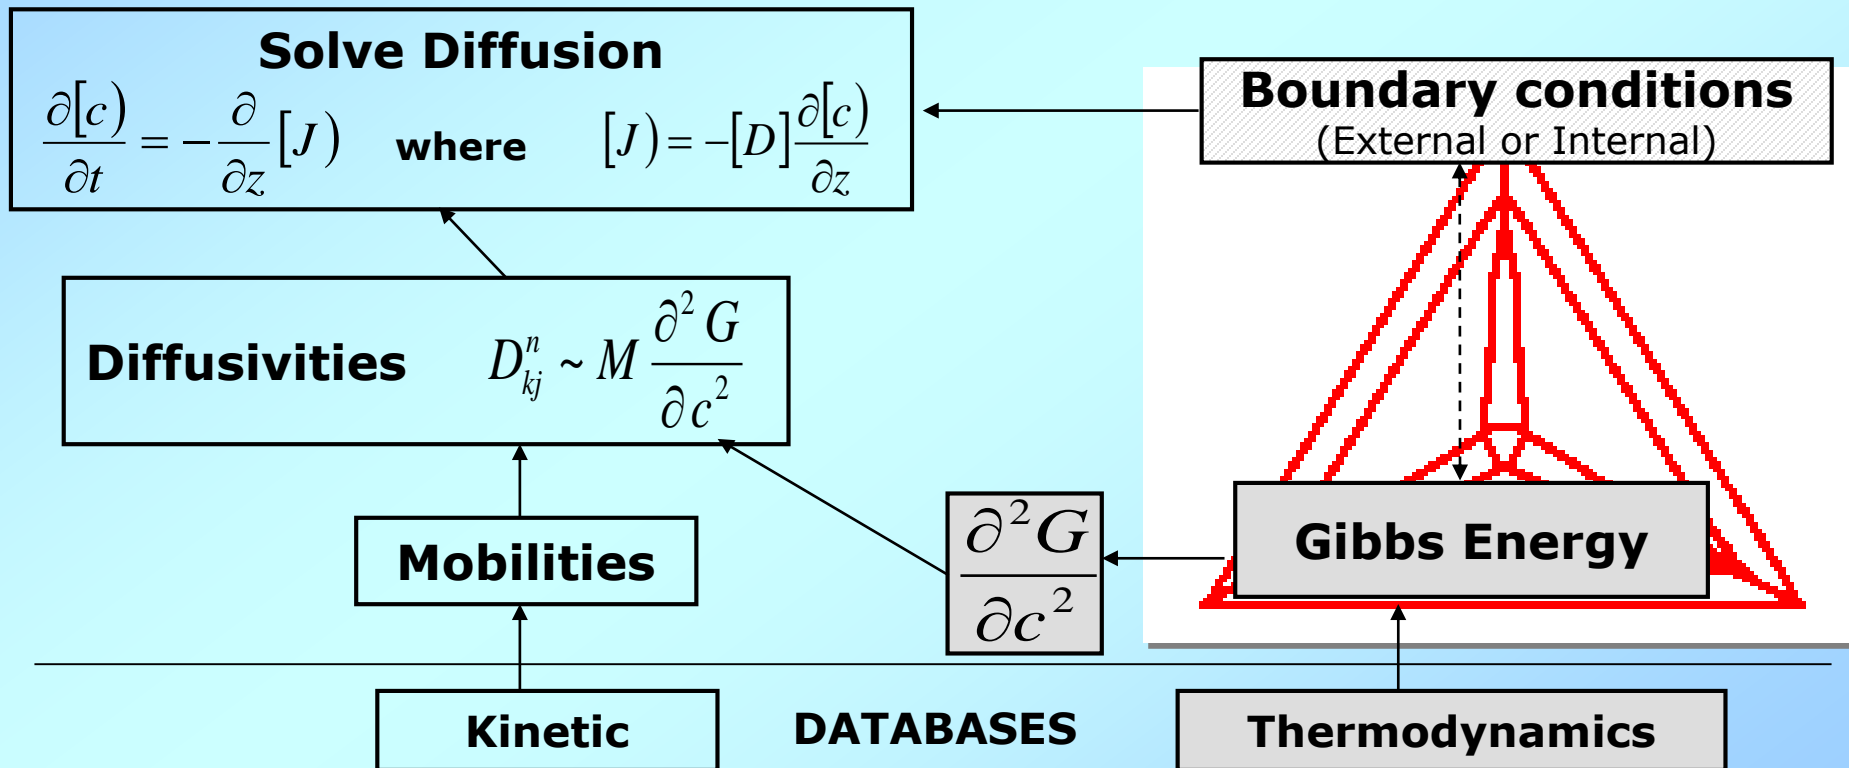 Solve Diffusion
∂[c)/∂t = −∂/∂z [J) where [J) = −[D] ∂[c)/∂z
Boundary conditions
(External or Internal)
Diffusivities D^n_kj ~ M ∂²G/∂c²
Mobilities
∂²G/∂c²
Gibbs Energy
Kinetic
DATABASES
Thermodynamics